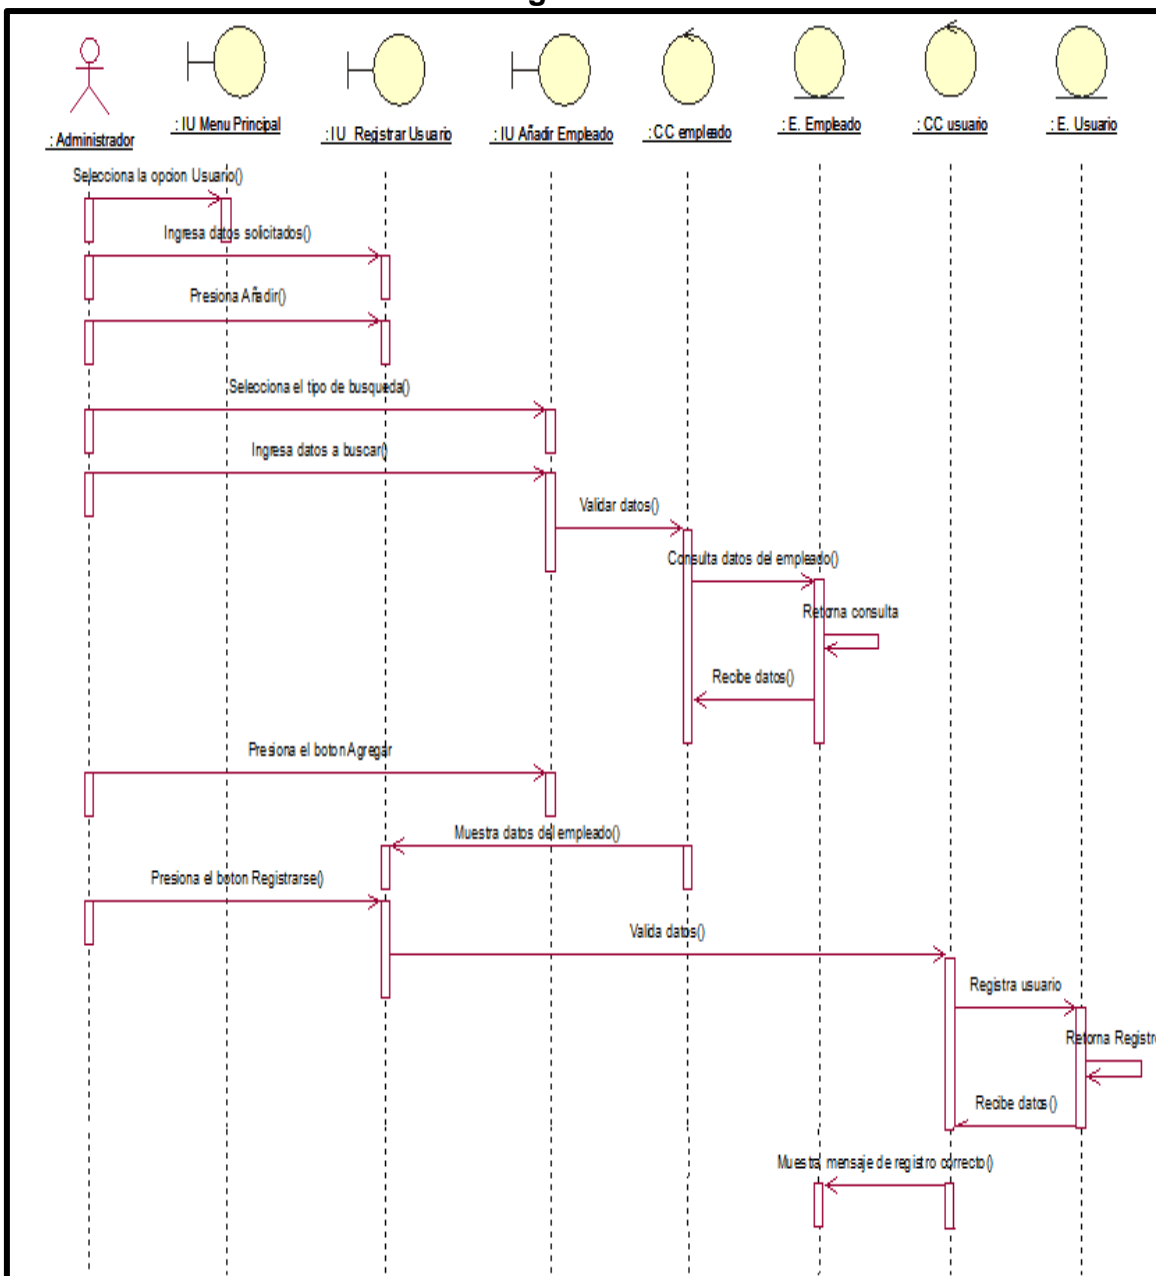 : Administrador
: IU Menu Principal
: IU Registrar Usuario
: IU Añadir Empleado
: CC empleado
: E. Empleado
: CC usuario
: E. Usuario
Selecciona la opcion Usuario()
Ingresa datos solicitados()
Presiona Añadir()
Selecciona el tipo de busqueda()
Ingresa datos a buscar()
Validar datos()
Consulta datos del empleado()
Retorna consulta
Recibe datos()
Presiona el boton Agregar
Muestra datos del empleado()
Presiona el boton Registrarse()
Valida datos()
Registra usuario
Retorna Registro
Recibe datos()
Muestra mensaje de registro correcto()